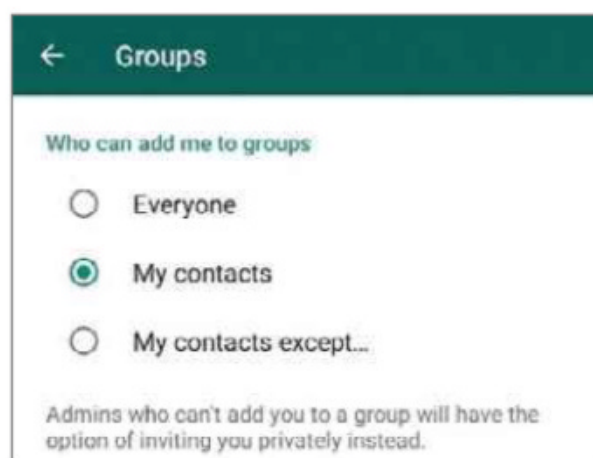 Groups
Who can add me to groups
Everyone
My contacts
My contacts except...
Admins who can't add you to a group will have the
option of inviting you privately instead.